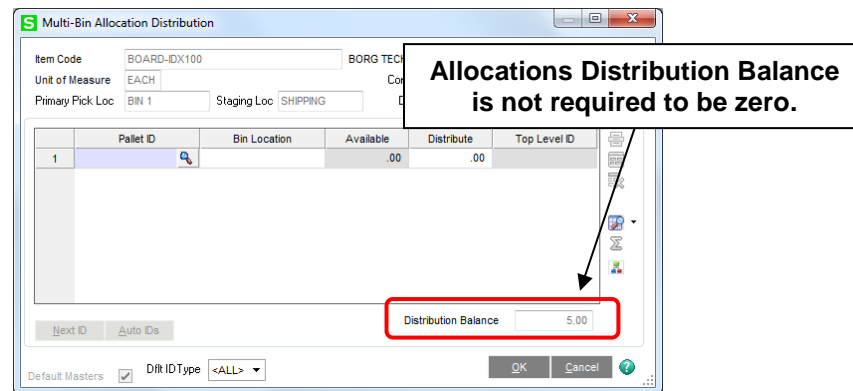 Multi-Bin Allocation Distribution
Item Code BOARD-IDX100 BORG TECH
Unit of Measure EACH
Primary Pick Loc BIN 1 Staging Loc SHIPPING
Allocations Distribution Balance
is not required to be zero.
Pallet ID Bin Location Available Distribute Top Level ID
1 .00 .00
Distribution Balance 5.00
Next ID Auto IDs
Default Masters Dflt ID Type <ALL> OK Cancel